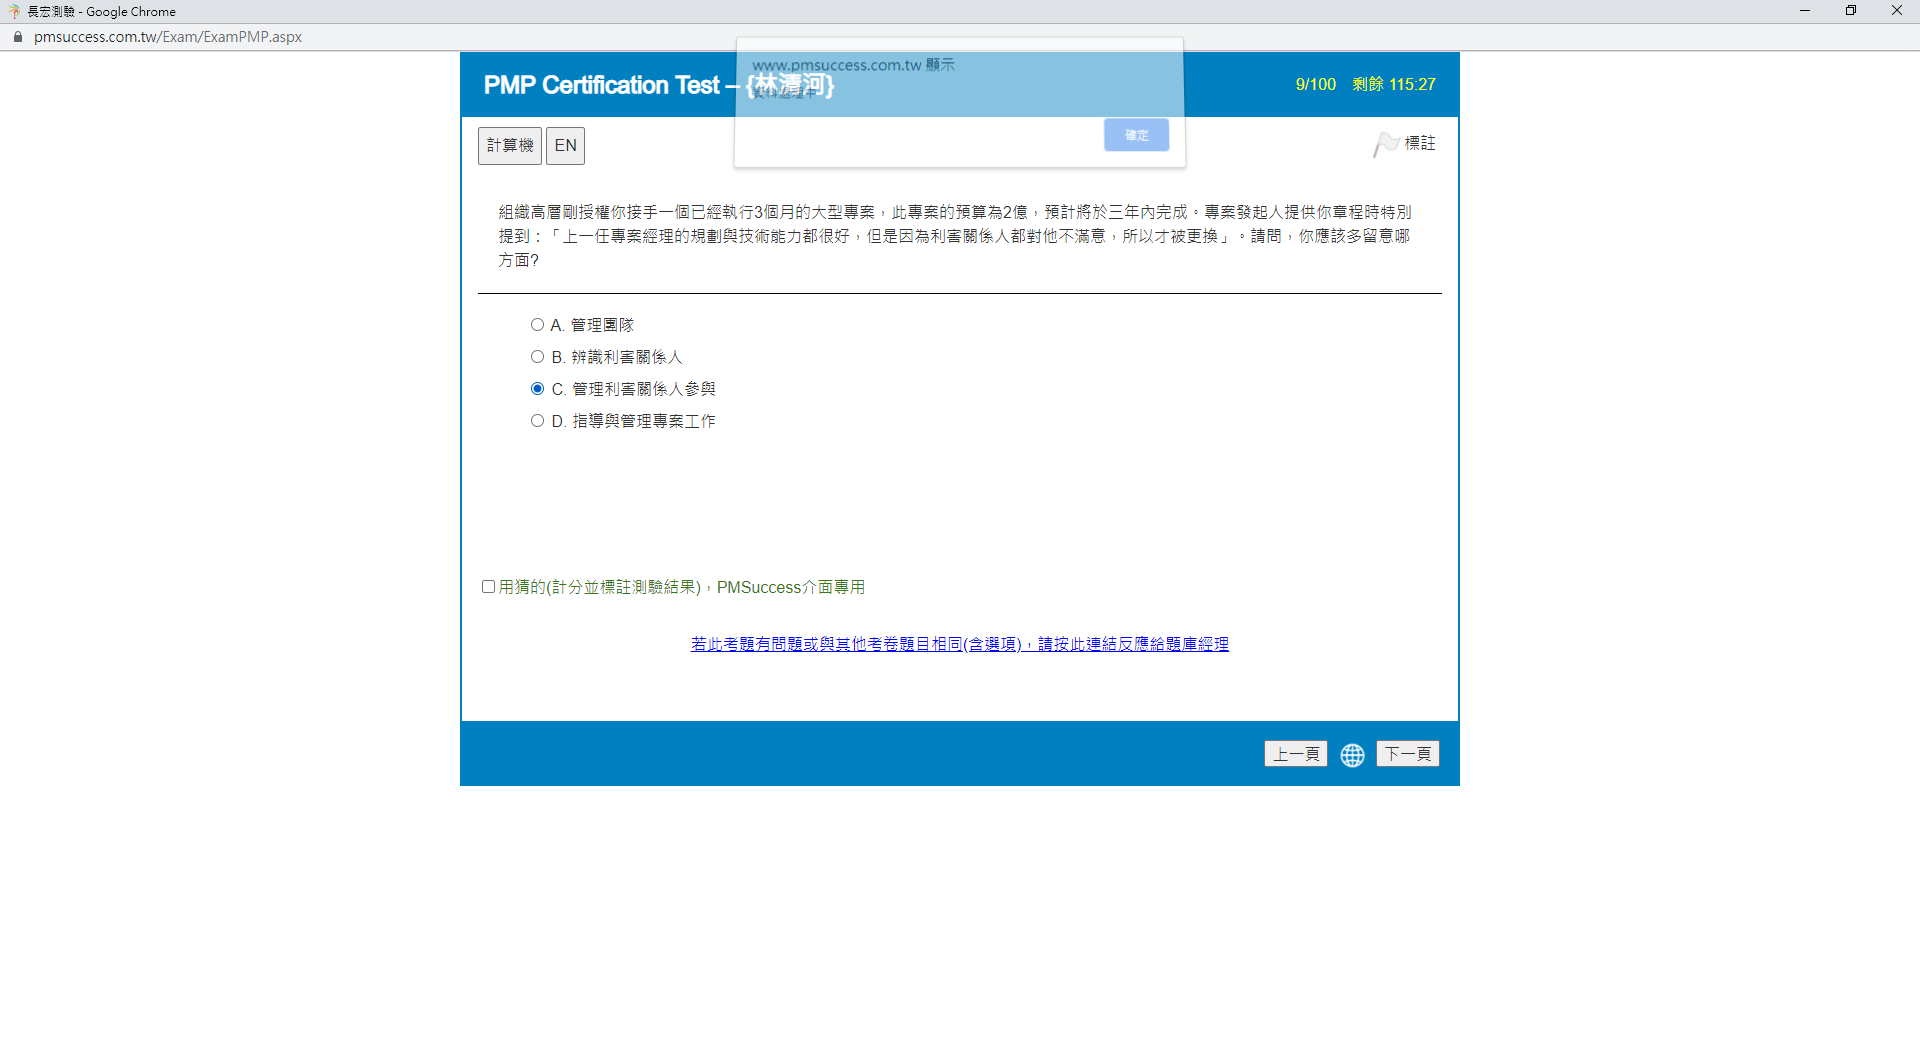 長宏測驗 - Google Chrome
pmsuccess.com.tw/Exam/ExamPMP.aspx
www.pmsuccess.com.tw 顯示
PMP Certification Test – {林清河}
9/100 剩餘 115:27
資料處理中
確定
計算機 EN
標註
組織高層剛授權你接手一個已經執行3個月的大型專案，此專案的預算為2億，預計將於三年內完成。專案發起人提供你章程時特別
提到：「上一任專案經理的規劃與技術能力都很好，但是因為利害關係人都對他不滿意，所以才被更換」。請問，你應該多留意哪
方面?
A. 管理團隊
B. 辨識利害關係人
C. 管理利害關係人參與
D. 指導與管理專案工作
用猜的(計分並標註測驗結果)，PMSuccess介面專用
若此考題有問題或與其他考卷題目相同(含選項)，請按此連結反應給題庫經理
上一頁 下一頁